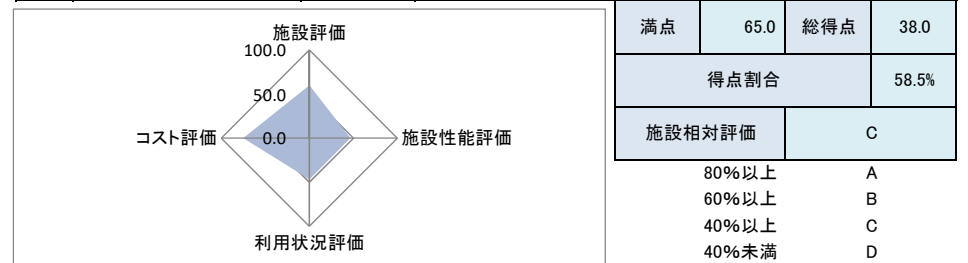 施設評価
100.0
50.0
コスト評価
0.0
施設性能評価
利用状況評価
満点 65.0 総得点 38.0
得点割合 58.5%
施設相対評価 C
80%以上 A
60%以上 B
40%以上 C
40%未満 D